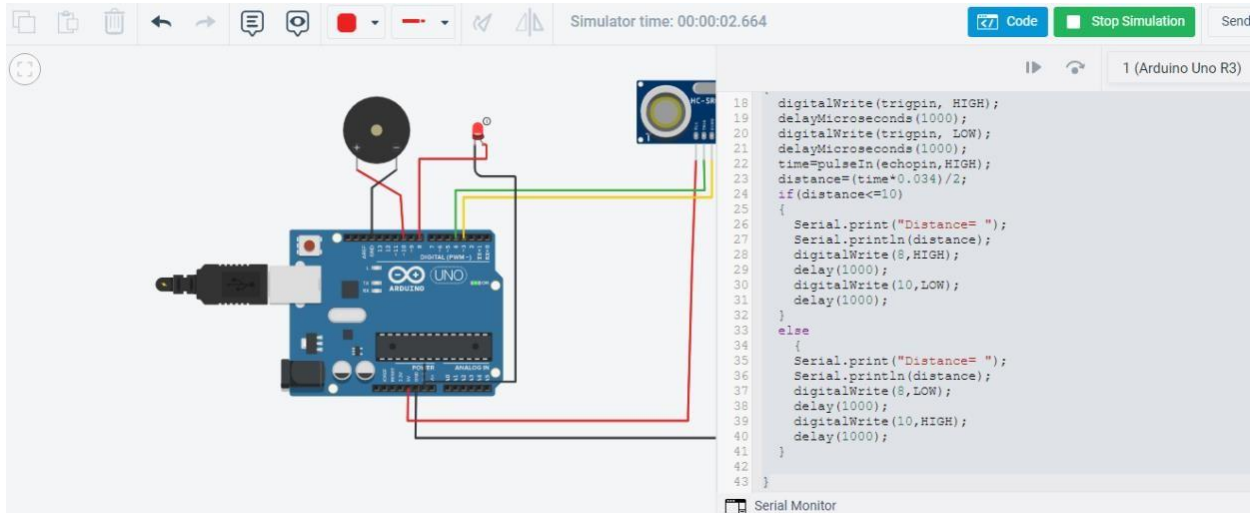 Simulator time: 00:00:02.664
Code
Stop Simulation
Send
1 (Arduino Uno R3)
HC-SR
1
DIGITAL (PWM~)
UNO
ARDUINO
POWER
ANALOG IN
18 digitalWrite(trigpin, HIGH);
19 delayMicroseconds(1000);
20 digitalWrite(trigpin, LOW);
21 delayMicroseconds(1000);
22 time=pulseIn(echopin,HIGH);
23 distance=(time*0.034)/2;
24 if(distance<=10)
25 {
26 Serial.print("Distance= ");
27 Serial.println(distance);
28 digitalWrite(8,HIGH);
29 delay(1000);
30 digitalWrite(10,LOW);
31 delay(1000);
32 }
33 else
34 {
35 Serial.print("Distance= ");
36 Serial.println(distance);
37 digitalWrite(8,LOW);
38 delay(1000);
39 digitalWrite(10,HIGH);
40 delay(1000);
41 }
42
43 }
Serial Monitor